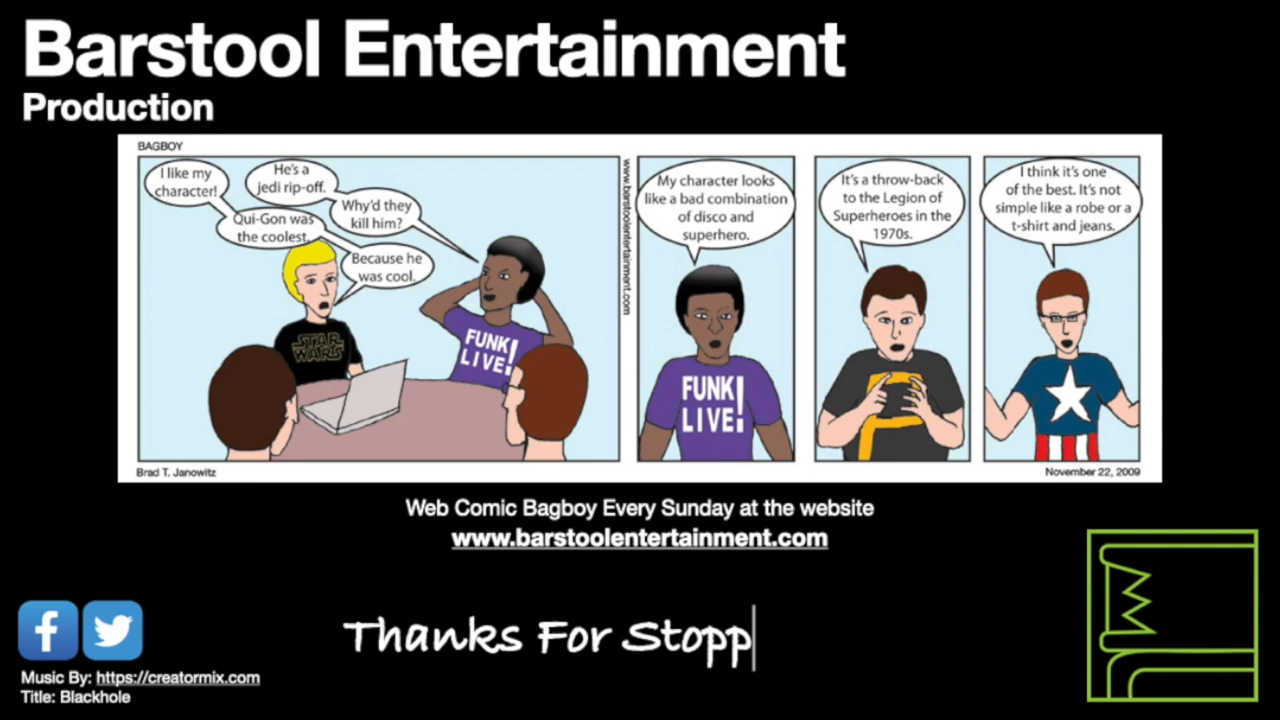 Barstool Entertainment
Production
BAGBOY
I like my
character!
He's a
jedi rip-off.
Qui-Gon was
the coolest.
Why'd they
kill him?
Because he
was cool.
STAR
WARS
FUNK
LIVE!
www.barstoolentertainment.com
My character looks
like a bad combination
of disco and
superhero.
FUNK
LIVE!
It's a throw-back
to the Legion of
Superheroes in the
1970s.
I think it's one
of the best. It's not
simple like a robe or a
t-shirt and jeans.
Brad T. Janowitz
November 22, 2009
Web Comic Bagboy Every Sunday at the website
www.barstoolentertainment.com
Thanks For Stopp
Music By: https://creatormix.com
Title: Blackhole